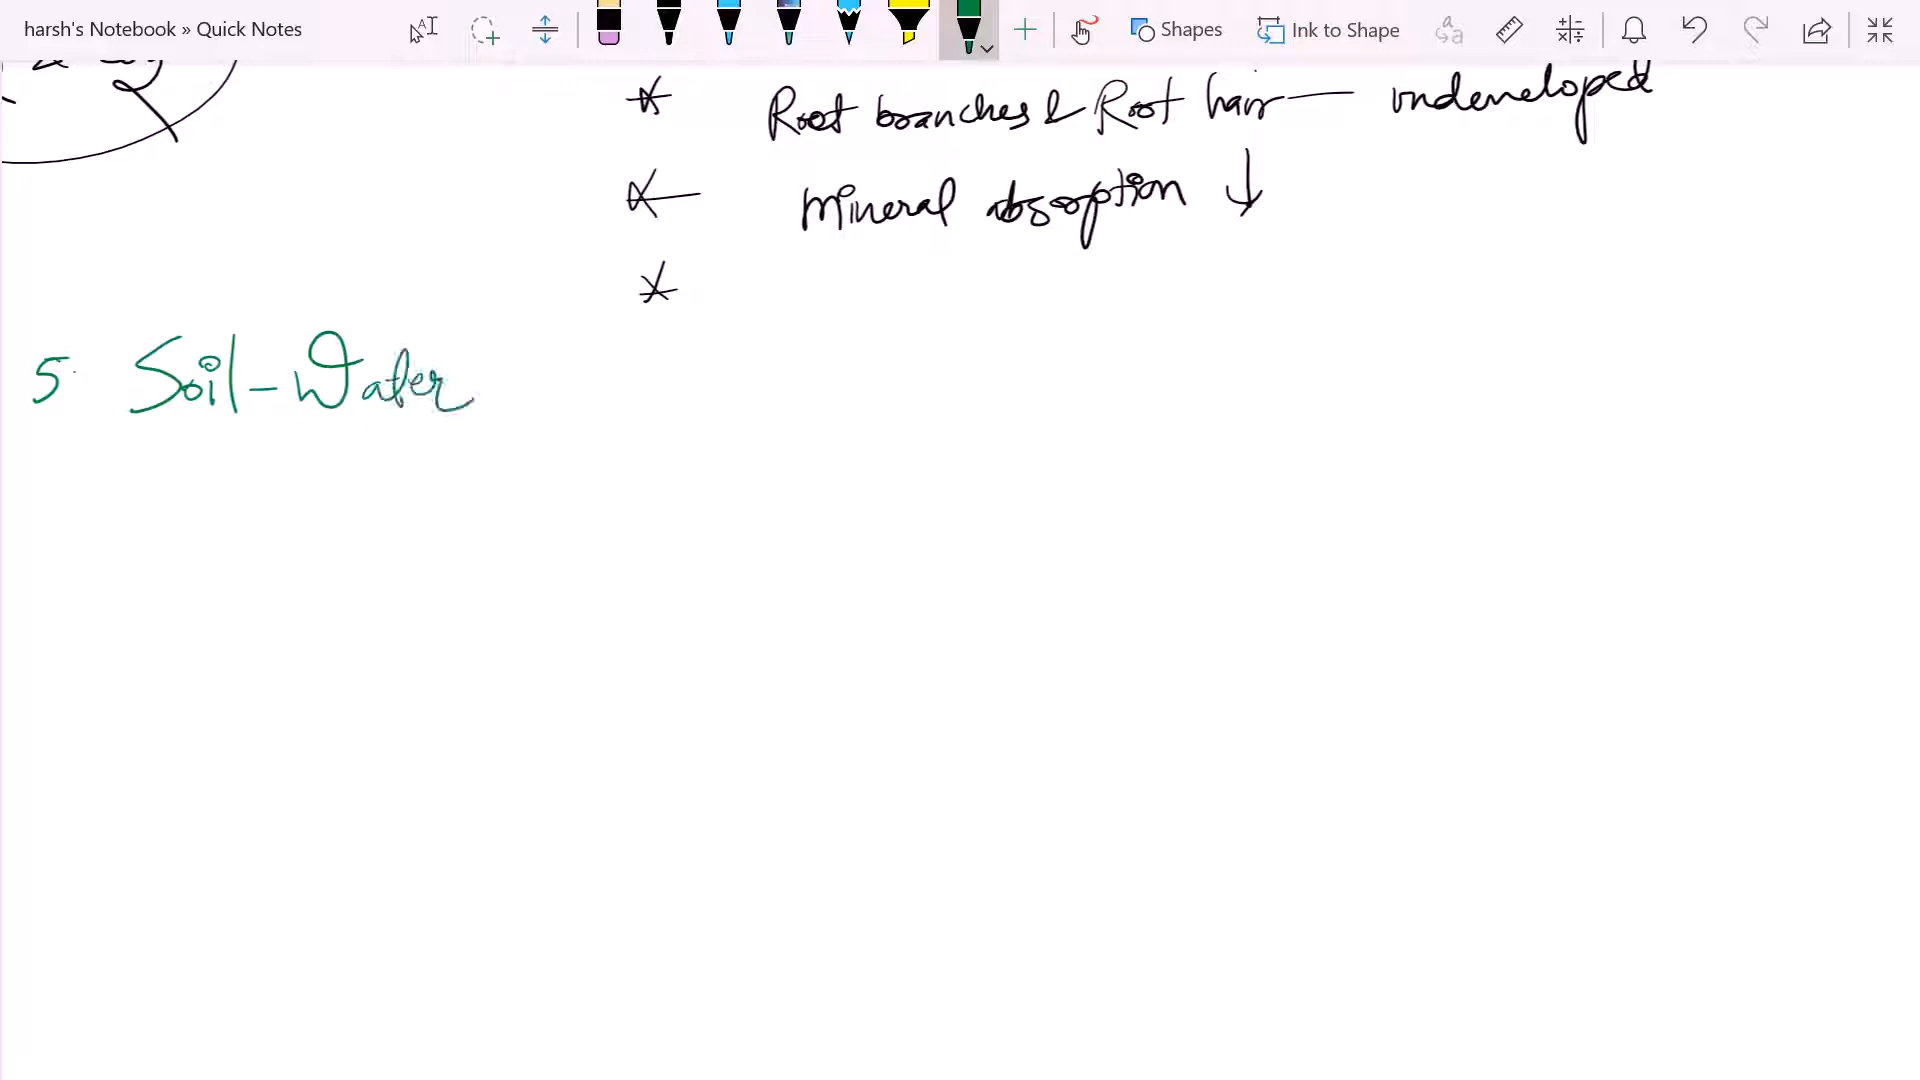 harsh's Notebook » Quick Notes Shapes Ink to Shape
* Root branches & Root hair — undeveloped
* Mineral absorption ↓
*
5. Soil-Water